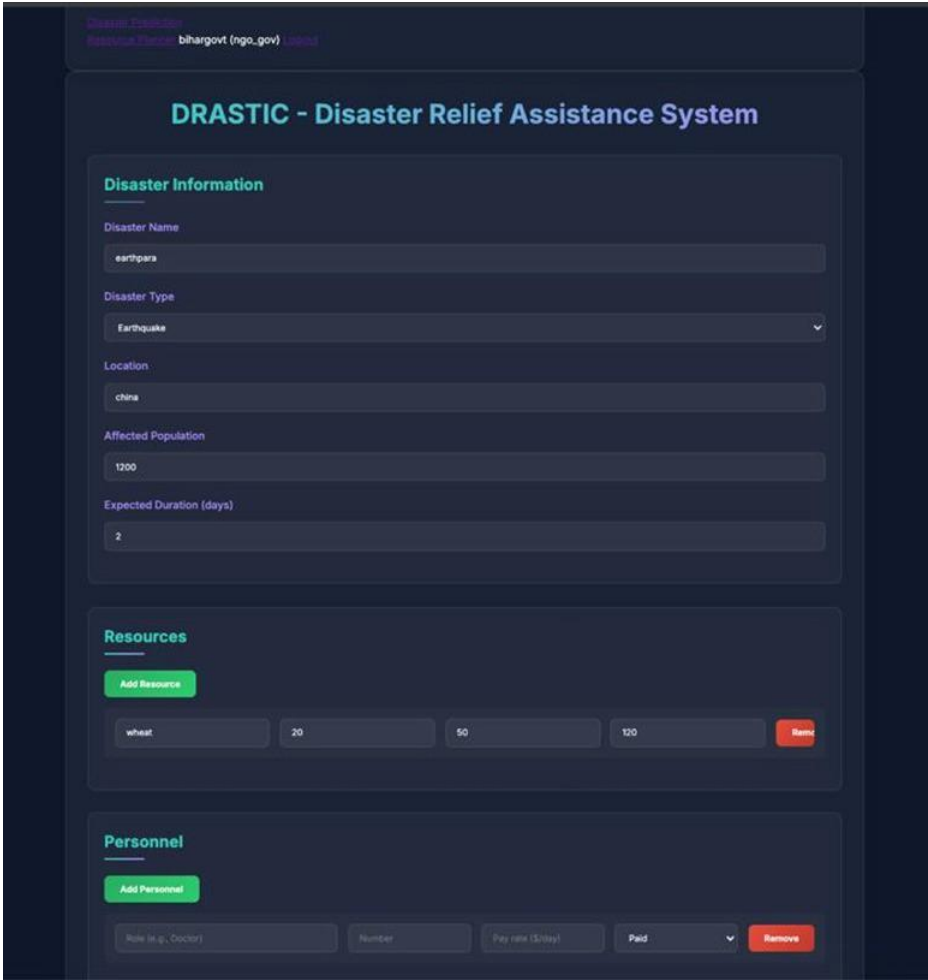 Disaster Prediction
Resource Planner bihargovt (ngo_gov) Logout
DRASTIC - Disaster Relief Assistance System
Disaster Information
Disaster Name
earthpara
Disaster Type
Earthquake
Location
china
Affected Population
1200
Expected Duration (days)
2
Resources
Add Resource
wheat 20 50 120 Remo
Personnel
Add Personnel
Role (e.g., Doctor) Number Pay rate ($/day) Paid Remove